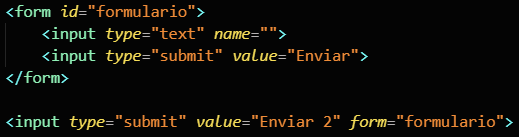 <form id="formulario">
    <input type="text" name="">
    <input type="submit" value="Enviar">
</form>
<input type="submit" value="Enviar 2" form="formulario">